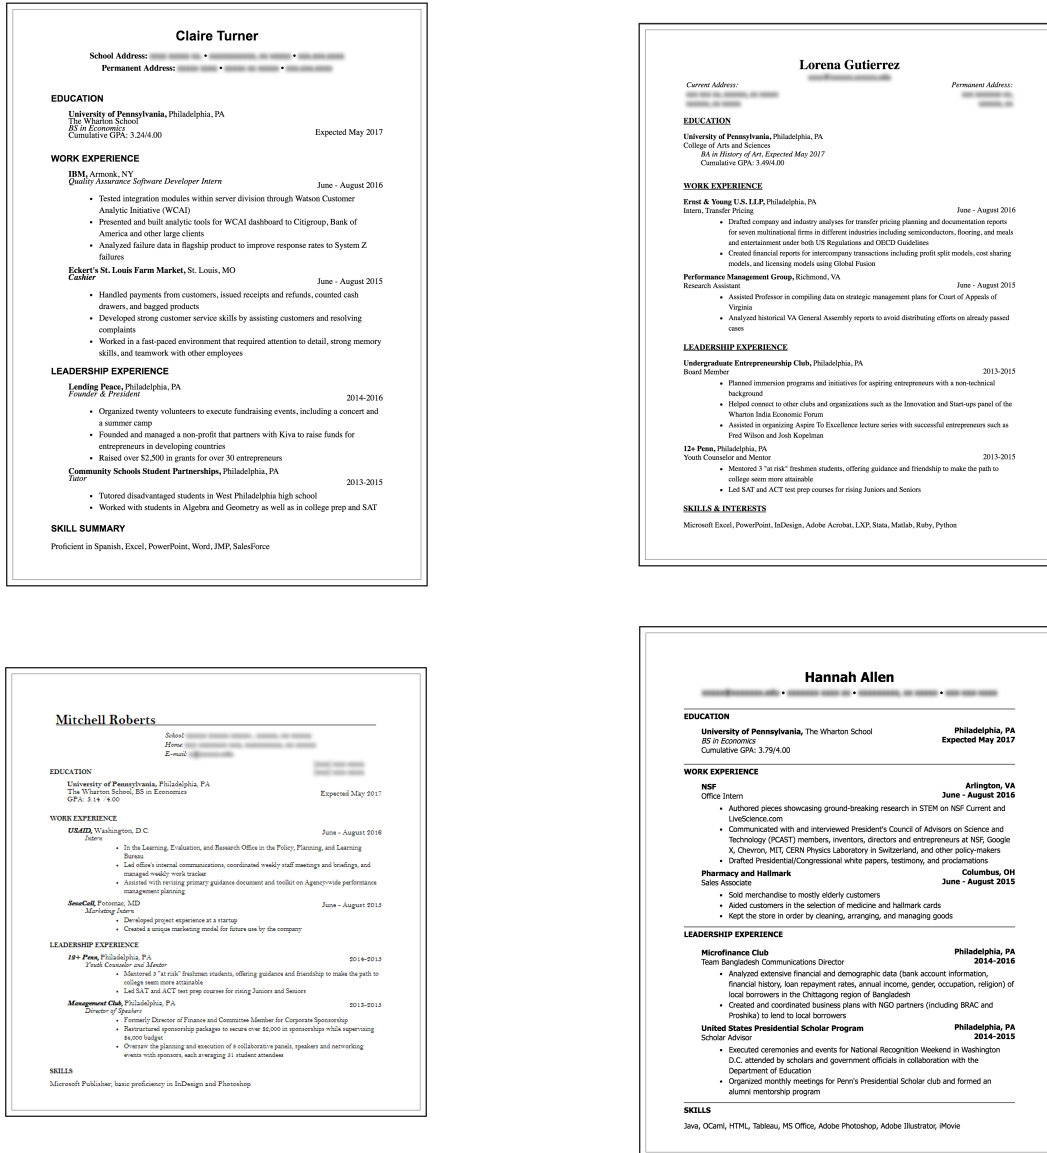 Claire Turner
School Address: • •
Permanent Address: • •
EDUCATION
University of Pennsylvania, Philadelphia, PA
The Wharton School
BS in Economics
Cumulative GPA: 3.24/4.00 Expected May 2017
WORK EXPERIENCE
IBM, Armonk, NY
Quality Assurance Software Developer Intern June - August 2016
• Tested integration modules within server division through Watson Customer
Analytic Initiative (WCAI)
• Presented and built analytic tools for WCAI dashboard to Citigroup, Bank of
America and other large clients
• Analyzed failure data in flagship product to improve response rates to System Z
failures
Eckert's St. Louis Farm Market, St. Louis, MO
Cashier June - August 2015
• Handled payments from customers, issued receipts and refunds, counted cash
drawers, and bagged products
• Developed strong customer service skills by assisting customers and resolving
complaints
• Worked in a fast-paced environment that required attention to detail, strong memory
skills, and teamwork with other employees
LEADERSHIP EXPERIENCE
Lending Peace, Philadelphia, PA
Founder & President 2014-2016
• Organized twenty volunteers to execute fundraising events, including a concert and
a summer camp
• Founded and managed a non-profit that partners with Kiva to raise funds for
entrepreneurs in developing countries
• Raised over $2,500 in grants for over 30 entrepreneurs
Community Schools Student Partnerships, Philadelphia, PA
Tutor 2013-2015
• Tutored disadvantaged students in West Philadelphia high school
• Worked with students in Algebra and Geometry as well as in college prep and SAT
SKILL SUMMARY
Proficient in Spanish, Excel, PowerPoint, Word, JMP, SalesForce
Lorena Gutierrez
Current Address: Permanent Address:
EDUCATION
University of Pennsylvania, Philadelphia, PA
College of Arts and Sciences
BA in History of Art, Expected May 2017
Cumulative GPA: 3.49/4.00
WORK EXPERIENCE
Ernst & Young U.S. LLP, Philadelphia, PA
Intern, Transfer Pricing June - August 2016
• Drafted company and industry analyses for transfer pricing planning and documentation reports
for seven multinational firms in different industries including semiconductors, flooring, and meals
and entertainment under both US Regulations and OECD Guidelines
• Created financial reports for intercompany transactions including profit split models, cost sharing
models, and licensing models using Global Fusion
Performance Management Group, Richmond, VA
Research Assistant June - August 2015
• Assisted Professor in compiling data on strategic management plans for Court of Appeals of
Virginia
• Analyzed historical VA General Assembly reports to avoid distributing efforts on already passed
cases
LEADERSHIP EXPERIENCE
Undergraduate Entrepreneurship Club, Philadelphia, PA
Board Member 2013-2015
• Planned immersion programs and initiatives for aspiring entrepreneurs with a non-technical
background
• Helped connect to other clubs and organizations such as the Innovation and Start-ups panel of the
Wharton India Economic Forum
• Assisted in organizing Aspire To Excellence lecture series with successful entrepreneurs such as
Fred Wilson and Josh Kopelman
12+ Penn, Philadelphia, PA
Youth Counselor and Mentor 2013-2015
• Mentored 3 "at risk" freshmen students, offering guidance and friendship to make the path to
college seem more attainable
• Led SAT and ACT test prep courses for rising Juniors and Seniors
SKILLS & INTERESTS
Microsoft Excel, PowerPoint, InDesign, Adobe Acrobat, LXP, Stata, Matlab, Ruby, Python
Mitchell Roberts
School:
Home:
E-mail:
EDUCATION
University of Pennsylvania, Philadelphia, PA
The Wharton School, BS in Economics Expected May 2017
GPA: 3.14 /4.00
WORK EXPERIENCE
USAID, Washington, D.C. June - August 2016
Intern
• In the Learning, Evaluation, and Research Office in the Policy, Planning, and Learning
Bureau
• Led office's internal communications, coordinated weekly staff meetings and briefings, and
managed weekly work tracker
• Assisted with revising primary guidance document and toolkit on Agency-wide performance
management planning
SeneCell, Potomac, MD June - August 2015
Marketing Intern
• Developed project experience at a startup
• Created a unique marketing model for future use by the company
LEADERSHIP EXPERIENCE
12+ Penn, Philadelphia, PA 2014-2015
Youth Counselor and Mentor
• Mentored 3 "at risk" freshmen students, offering guidance and friendship to make the path to
college seem more attainable
• Led SAT and ACT test prep courses for rising Juniors and Seniors
Management Club, Philadelphia, PA 2013-2015
Director of Speakers
• Formerly Director of Finance and Committee Member for Corporate Sponsorship
• Restructured sponsorship packages to secure over $2,000 in sponsorships while supervising
$4,000 budget
• Oversaw the planning and execution of 5 collaborative panels, speakers and networking
events with sponsors, each averaging 31 student attendees
SKILLS
Microsoft Publisher; basic proficiency in InDesign and Photoshop
Hannah Allen
• • •
EDUCATION
University of Pennsylvania, The Wharton School Philadelphia, PA
BS in Economics Expected May 2017
Cumulative GPA: 3.79/4.00
WORK EXPERIENCE
NSF Arlington, VA
Office Intern June - August 2016
• Authored pieces showcasing ground-breaking research in STEM on NSF Current and
LiveScience.com
• Communicated with and interviewed President's Council of Advisors on Science and
Technology (PCAST) members, inventors, directors and entrepreneurs at NSF, Google
X, Chevron, MIT, CERN Physics Laboratory in Switzerland, and other policy-makers
• Drafted Presidential/Congressional white papers, testimony, and proclamations
Pharmacy and Hallmark Columbus, OH
Sales Associate June - August 2015
• Sold merchandise to mostly elderly customers
• Aided customers in the selection of medicine and hallmark cards
• Kept the store in order by cleaning, arranging, and managing goods
LEADERSHIP EXPERIENCE
Microfinance Club Philadelphia, PA
Team Bangladesh Communications Director 2014-2016
• Analyzed extensive financial and demographic data (bank account information,
financial history, loan repayment rates, annual income, gender, occupation, religion) of
local borrowers in the Chittagong region of Bangladesh
• Created and coordinated business plans with NGO partners (including BRAC and
Proshika) to lend to local borrowers
United States Presidential Scholar Program Philadelphia, PA
Scholar Advisor 2014-2015
• Executed ceremonies and events for National Recognition Weekend in Washington
D.C. attended by scholars and government officials in collaboration with the
Department of Education
• Organized monthly meetings for Penn's Presidential Scholar club and formed an
alumni mentorship program
SKILLS
Java, OCaml, HTML, Tableau, MS Office, Adobe Photoshop, Adobe Illustrator, iMovie